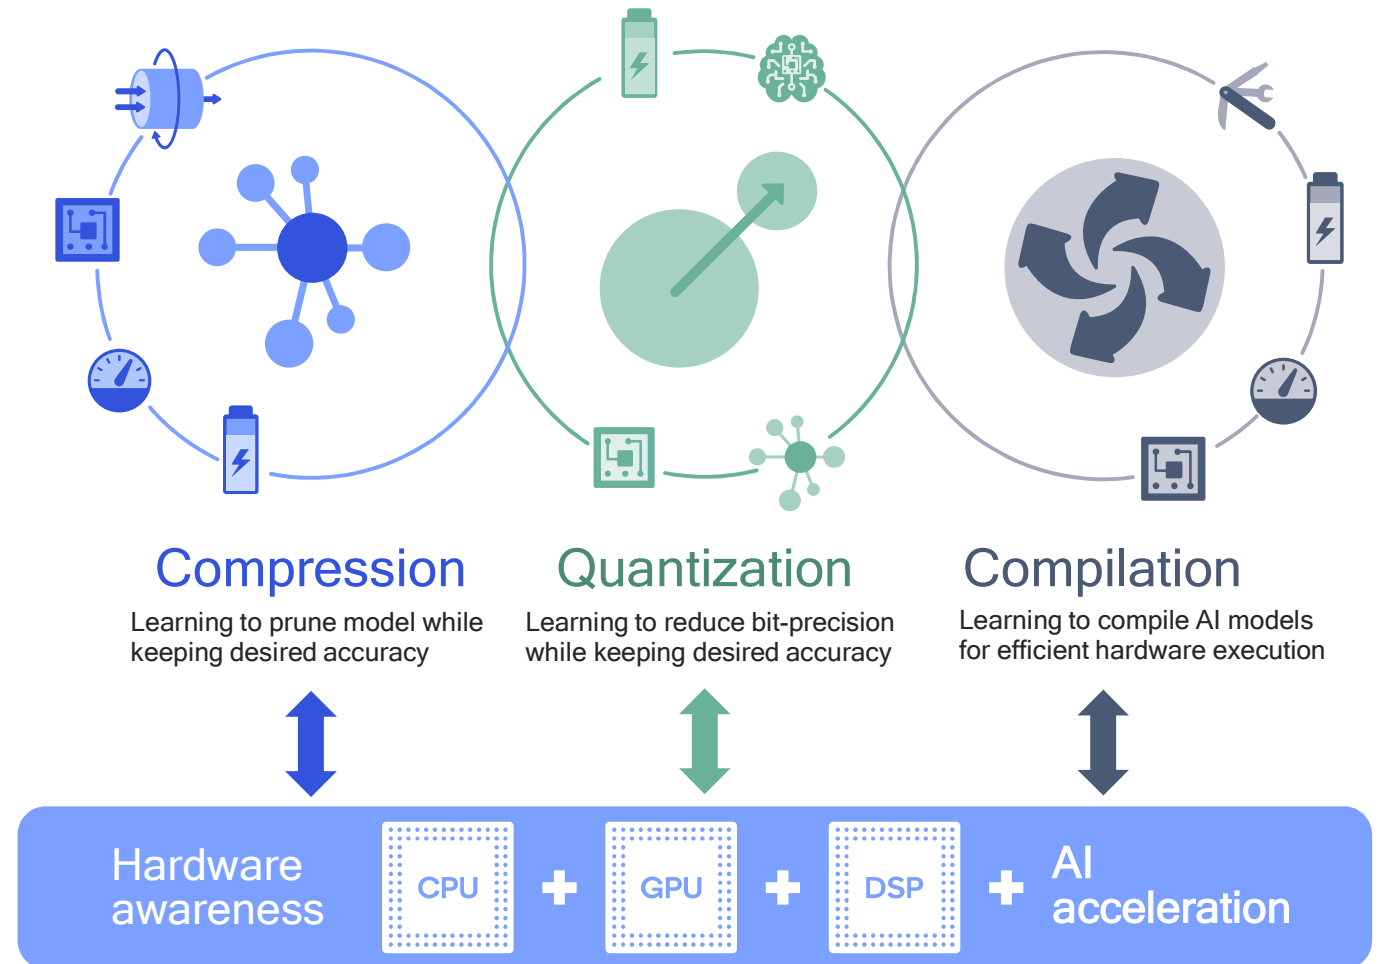 Compression
Learning to prune model while
keeping desired accuracy
Quantization
Learning to reduce bit-precision
while keeping desired accuracy
Compilation
Learning to compile AI models
for efficient hardware execution
Hardware
awareness
CPU
GPU
DSP
AI
acceleration